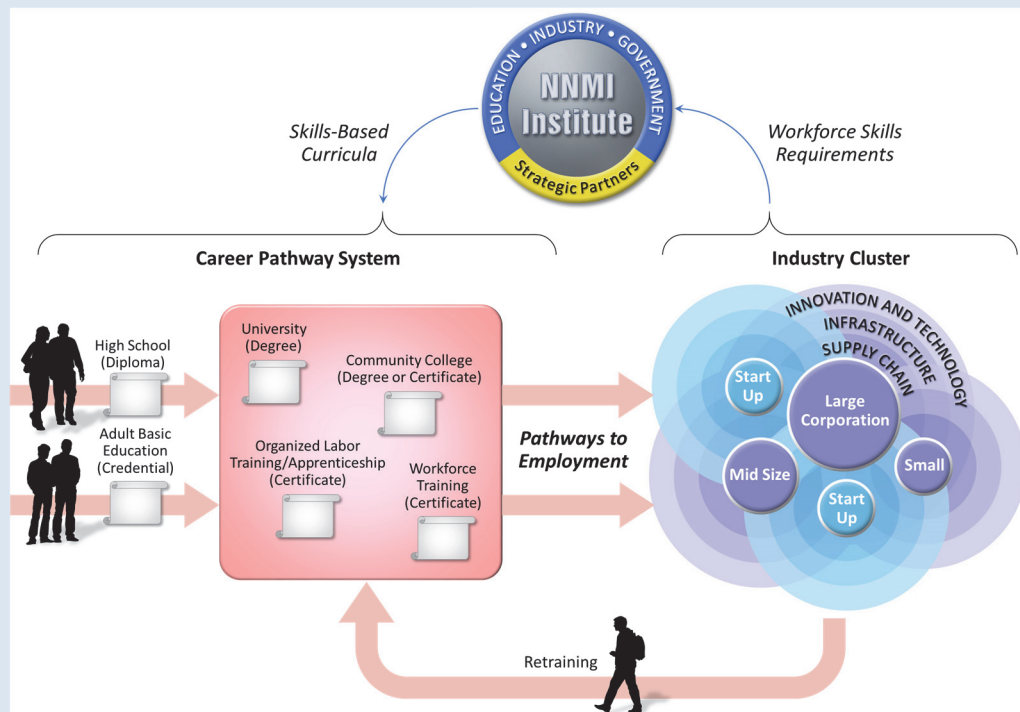 EDUCATION • INDUSTRY • GOVERNMENT
NNMI
Institute
Strategic Partners
Skills-Based
Curricula
Workforce Skills
Requirements
Career Pathway System
Industry Cluster
High School
(Diploma)
Adult Basic
Education
(Credential)
University
(Degree)
Community College
(Degree or Certificate)
Organized Labor
Training/Apprenticeship
(Certificate)
Workforce
Training
(Certificate)
Pathways to
Employment
INNOVATION AND TECHNOLOGY
INFRASTRUCTURE
SUPPLY CHAIN
Start
Up
Large
Corporation
Mid Size
Small
Start
Up
Retraining